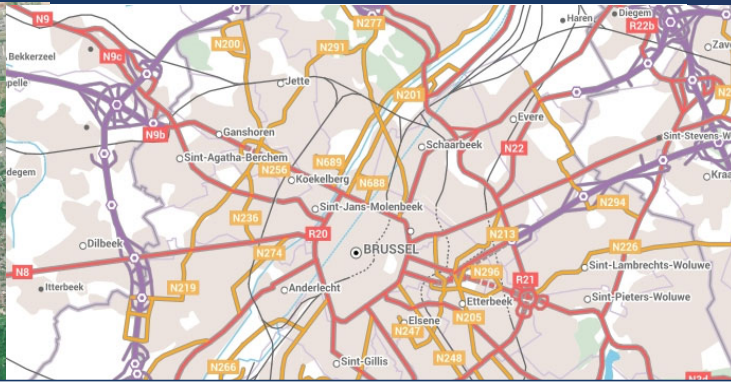 N9
N277
Haren
Diegem
R22b
N200
N291
Bekkerzeel
N9c
Zav
Jette
N201
pelle
N2
Evere
N9b
Ganshoren
Schaarbeek
N22
Sint-Stevens-W
Sint-Agatha-Berchem
N689
N256
Koekelberg
N688
degem
Kraa
N294
Sint-Jans-Molenbeek
N236
R20
N213
Dilbeek
N274
BRUSSEL
N226
N8
N296
Sint-Lambrechts-Woluwe
Itterbeek
N219
Anderlecht
R21
Etterbeek
Sint-Pieters-Woluwe
Elsene
N205
N247
Sint-Gillis
N248
N266